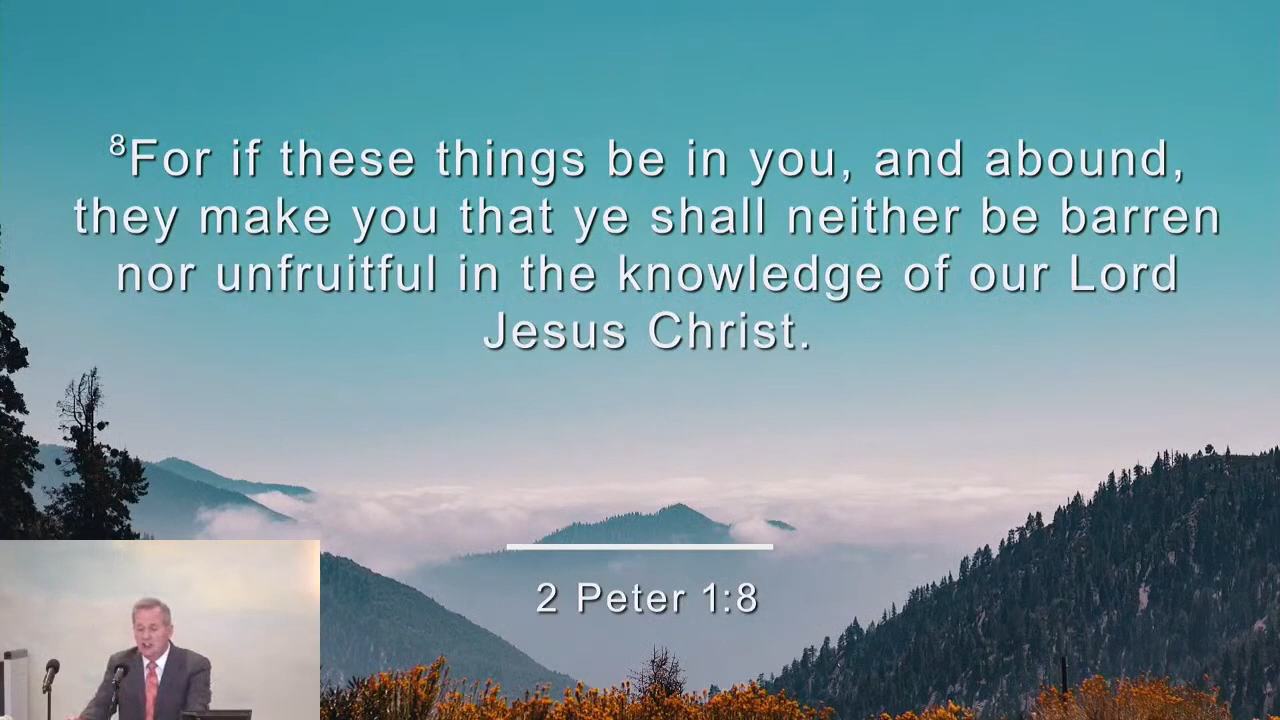 ⁸For if these things be in you, and abound,
they make you that ye shall neither be barren
nor unfruitful in the knowledge of our Lord
Jesus Christ.
2 Peter 1:8